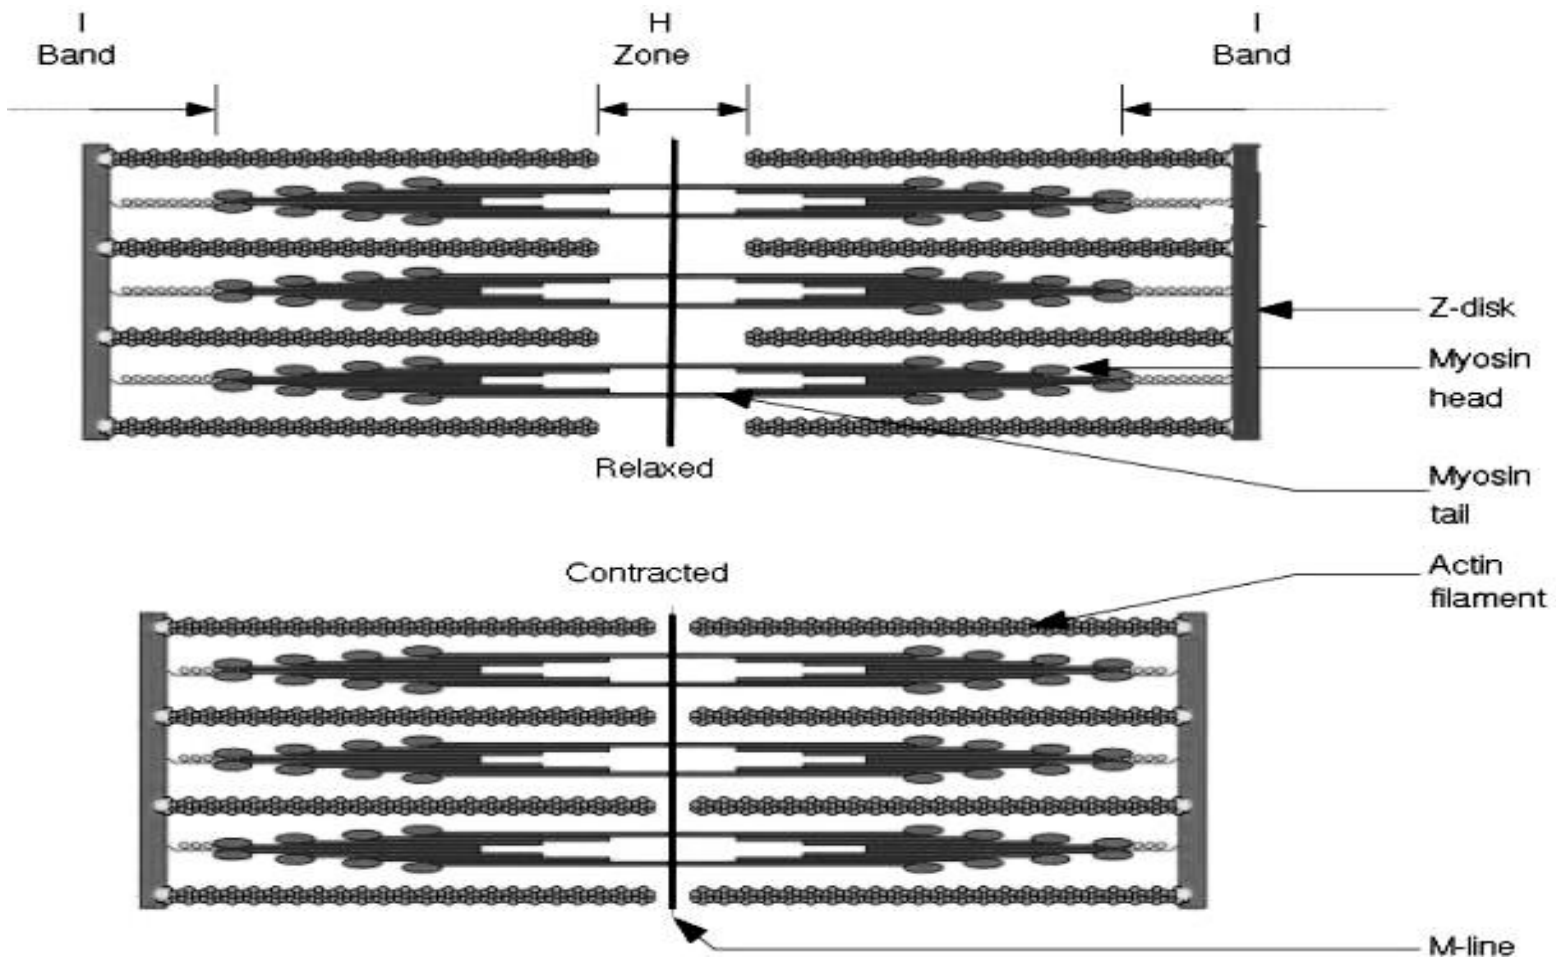 I
Band
H
Zone
I
Band
Z-disk
Myosin
head
Relaxed
Myosin
tail
Contracted
Actin
filament
M-line